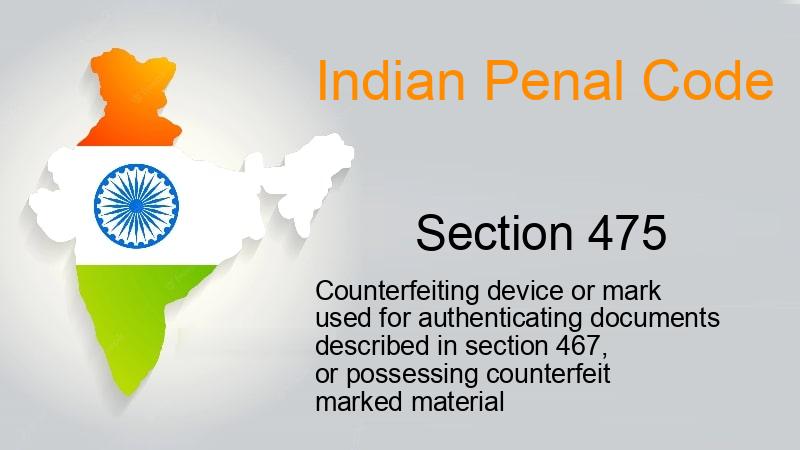 Indian Penal Code
Section 475
Counterfeiting device or mark
used for authenticating documents
described in section 467,
or possessing counterfeit
marked material